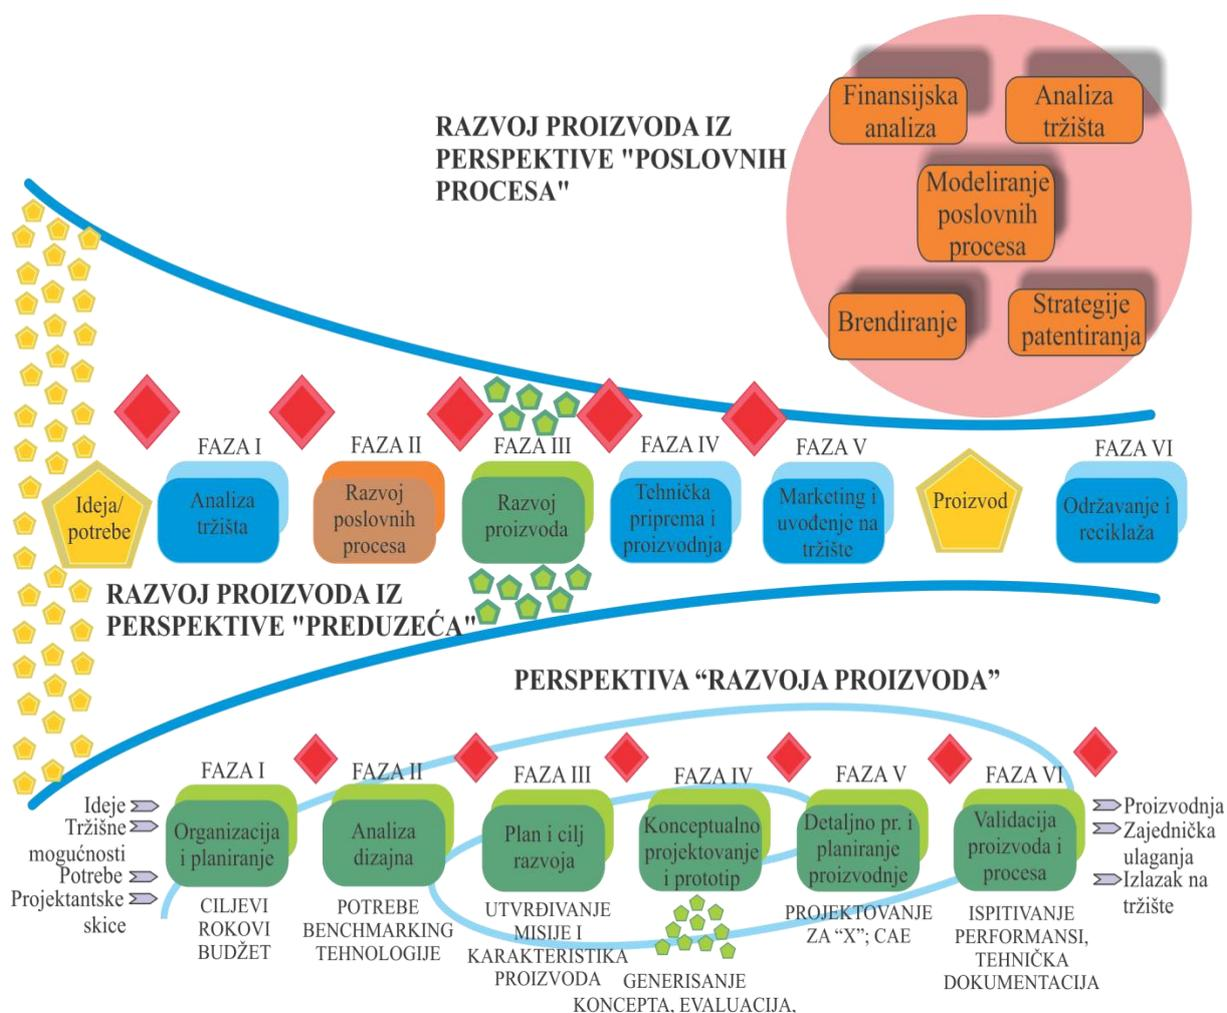 Finansijska
analiza
Analiza
tržišta
RAZVOJ PROIZVODA IZ
PERSPEKTIVE "POSLOVNIH
PROCESA"
Modeliranje
poslovnih
procesa
Brendiranje
Strategije
patentiranja
FAZA I
FAZA II
FAZA III
FAZA IV
FAZA V
FAZA VI
Ideja/
potrebe
Analiza
tržišta
Razvoj
poslovnih
procesa
Razvoj
proizvoda
Tehnička
priprema i
proizvodnja
Marketing i
uvođenje na
tržište
Proizvod
Održavanje i
reciklaža
RAZVOJ PROIZVODA IZ
PERSPEKTIVE "PREDUZEĆA"
PERSPEKTIVA “RAZVOJA PROIZVODA”
Ideje
Tržišne
mogućnosti
Potrebe
Projektantske
skice
FAZA I
Organizacija
i planiranje
CILJEVI
ROKOVI
BUDŽET
FAZA II
Analiza
dizajna
POTREBE
BENCHMARKING
TEHNOLOGIJE
FAZA III
Plan i cilj
razvoja
UTVRĐIVANJE
MISIJE I
KARAKTERISTIKA
PROIZVODA
FAZA IV
Konceptualno
projektovanje
i prototip
GENERISANJE
KONCEPTA, EVALUACIJA,
FAZA V
Detaljno pr. i
planiranje
proizvodnje
PROJEKTOVANJE
ZA “X”; CAE
FAZA VI
Validacija
proizvoda i
procesa
ISPITIVANJE
PERFORMANSI,
TEHNIČKA
DOKUMENTACIJA
Proizvodnja
Zajednička
ulaganja
Izlazak na
tržište